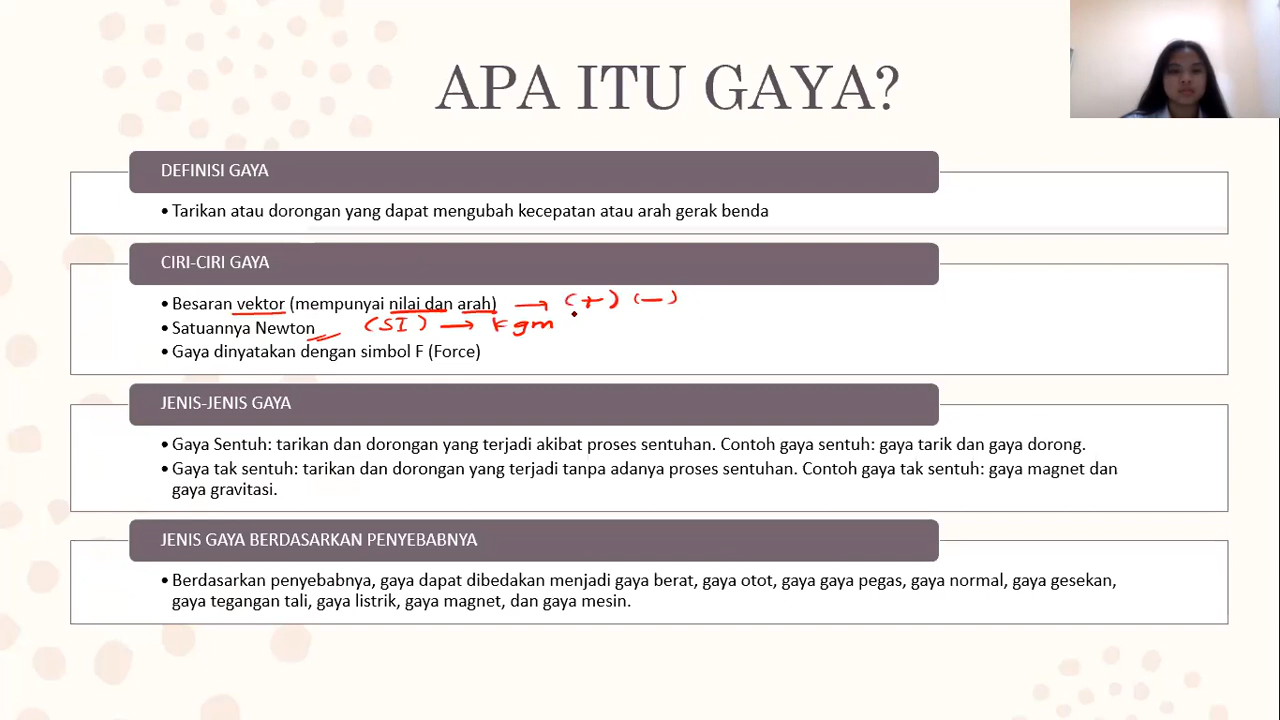 APA ITU GAYA?
DEFINISI GAYA
• Tarikan atau dorongan yang dapat mengubah kecepatan atau arah gerak benda
CIRI-CIRI GAYA
• Besaran vektor (mempunyai nilai dan arah) → (+) (-)
• Satuannya Newton (SI) → kgm
• Gaya dinyatakan dengan simbol F (Force)
JENIS-JENIS GAYA
• Gaya Sentuh: tarikan dan dorongan yang terjadi akibat proses sentuhan. Contoh gaya sentuh: gaya tarik dan gaya dorong.
• Gaya tak sentuh: tarikan dan dorongan yang terjadi tanpa adanya proses sentuhan. Contoh gaya tak sentuh: gaya magnet dan
gaya gravitasi.
JENIS GAYA BERDASARKAN PENYEBABNYA
• Berdasarkan penyebabnya, gaya dapat dibedakan menjadi gaya berat, gaya otot, gaya gaya pegas, gaya normal, gaya gesekan,
gaya tegangan tali, gaya listrik, gaya magnet, dan gaya mesin.